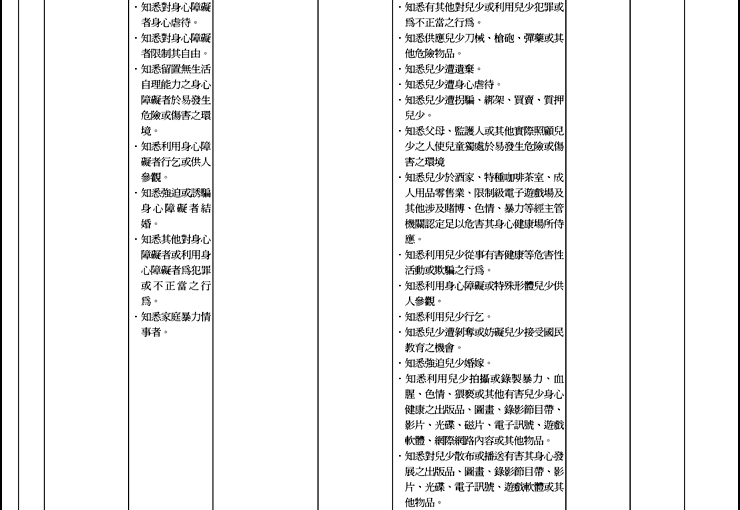 ‧知悉對身心障礙
者身心虐待。
‧知悉對身心障礙
者限制其自由。
‧知悉留置無生活
自理能力之身心
障礙者於易發生
危險或傷害之環
境。
‧知悉利用身心障
礙者行乞或供人
參觀。
‧知悉強迫或誘騙
身心障礙者結
婚。
‧知悉其他對身心
障礙者或利用身
心障礙者為犯罪
或不正當之行
為。
‧知悉家庭暴力情
事者。
‧知悉有其他對兒少或利用兒少犯罪或
為不正當之行為。
‧知悉供應兒少刀械、槍砲、彈藥或其
他危險物品。
‧知悉兒少遭遺棄。
‧知悉兒少遭身心虐待。
‧知悉兒少遭拐騙、綁架、買賣、質押
兒少。
‧知悉父母、監護人或其他實際照顧兒
少之人使兒童獨處於易發生危險或傷
害之環境
‧知悉兒少於酒家、特種咖啡茶室、成
人用品零售業、限制級電子遊戲場及
其他涉及賭博、色情、暴力等經主管
機關認定足以危害其身心健康場所侍
應。
‧知悉利用兒少從事有害健康等危害性
活動或欺騙之行為。
‧知悉利用身心障礙或特殊形體兒少供
人參觀。
‧知悉利用兒少行乞。
‧知悉兒少遭剝奪或妨礙兒少接受國民
教育之機會。
‧知悉強迫兒少婚嫁。
‧知悉利用兒少拍攝或錄製暴力、血
腥、色情、猥褻或其他有害兒少身心
健康之出版品、圖畫、錄影節目帶、
影片、光碟、磁片、電子訊號、遊戲
軟體、網際網路內容或其他物品。
‧知悉對兒少散布或播送有害其身心發
展之出版品、圖畫、錄影節目帶、影
片、光碟、電子訊號、遊戲軟體或其
他物品。